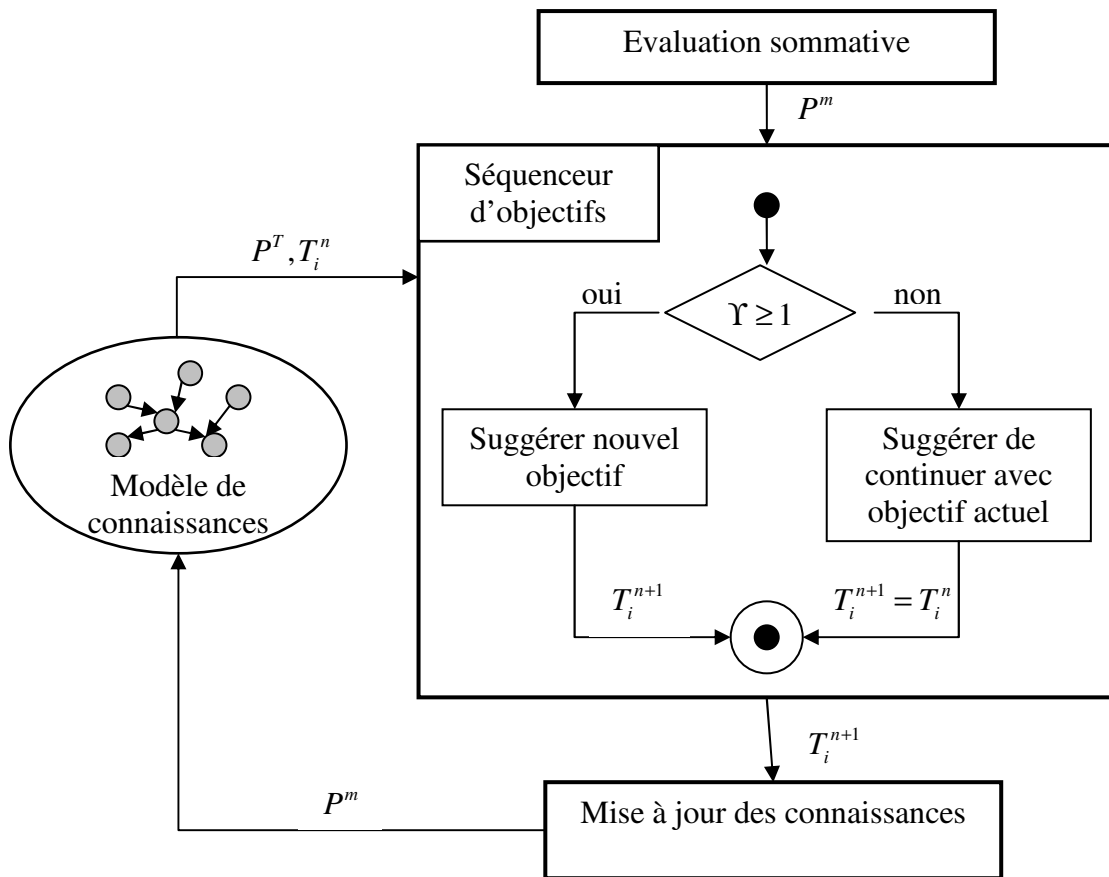 Evaluation sommative
P^m
Séquenceur
d’objectifs
P^T, T_i^n
oui
ϒ ≥ 1
non
Suggérer nouvel
objectif
Suggérer de
continuer avec
objectif actuel
Modèle de
connaissances
T_i^{n+1}
T_i^{n+1} = T_i^n
T_i^{n+1}
P^m
Mise à jour des connaissances